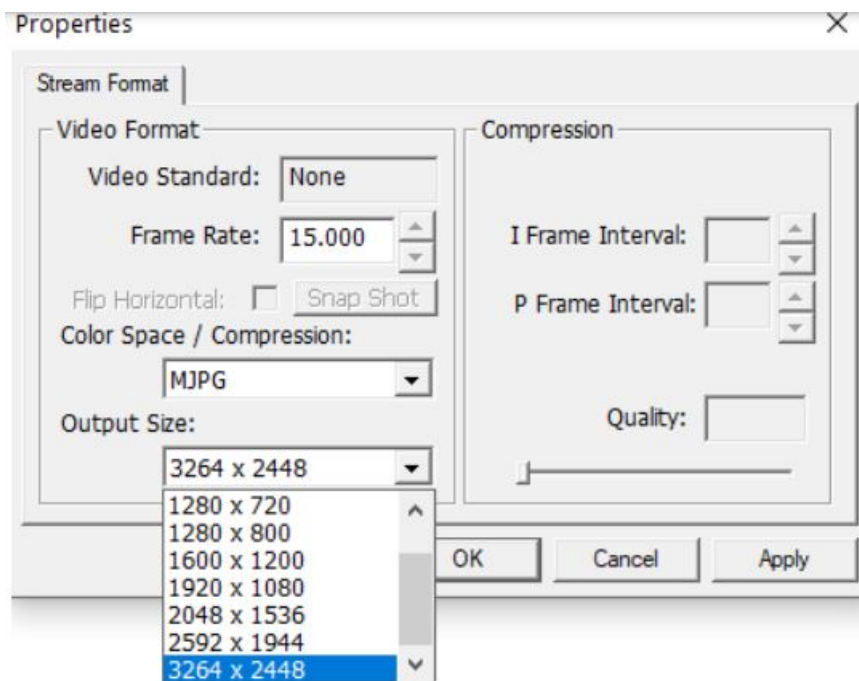 Properties
Stream Format
Video Format
Video Standard: None
Frame Rate: 15.000
Flip Horizontal: Snap Shot
Color Space / Compression:
MJPG
Output Size:
3264 x 2448
1280 x 720
1280 x 800
1600 x 1200
1920 x 1080
2048 x 1536
2592 x 1944
3264 x 2448
Compression
I Frame Interval:
P Frame Interval:
Quality:
OK Cancel Apply